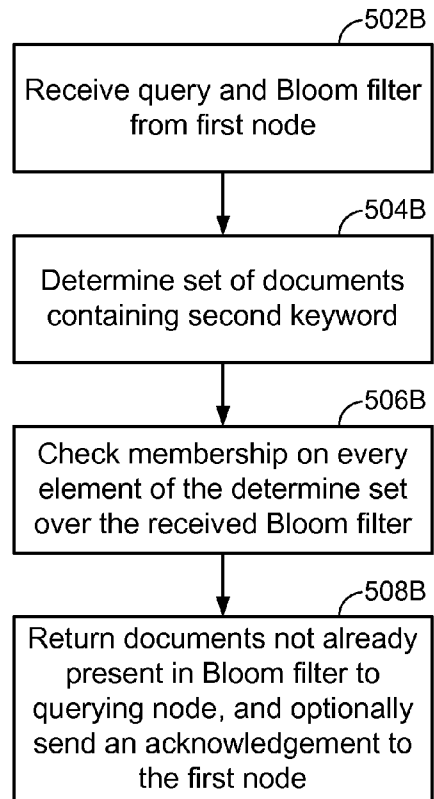 502B
Receive query and Bloom filter
from first node
504B
Determine set of documents
containing second keyword
506B
Check membership on every
element of the determine set
over the received Bloom filter
508B
Return documents not already
present in Bloom filter to
querying node, and optionally
send an acknowledgement to
the first node